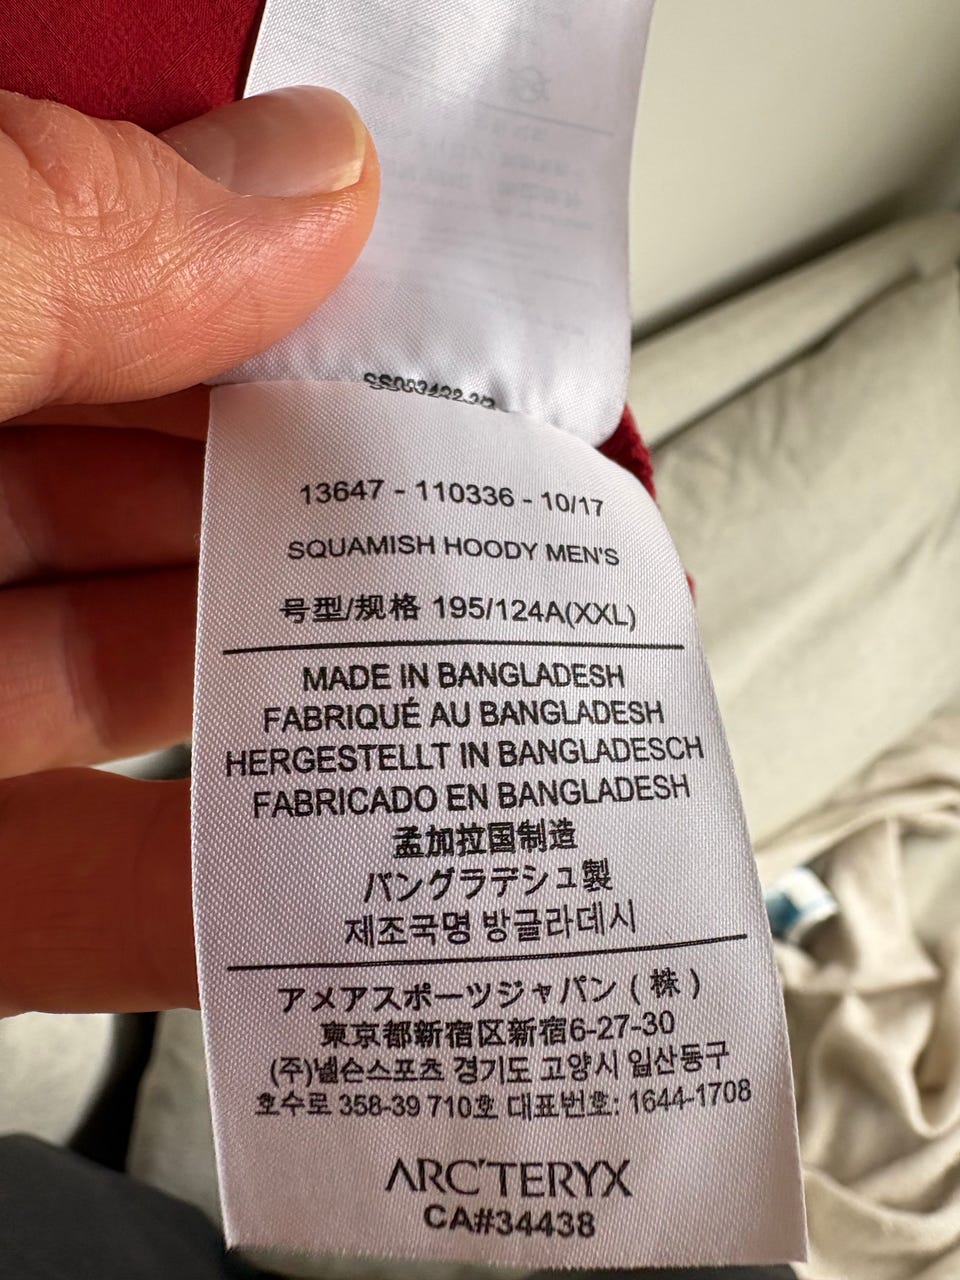 13647 - 110336 - 10/17
SQUAMISH HOODY MEN'S
号型/规格 195/124A(XXL)
MADE IN BANGLADESH
FABRIQUÉ AU BANGLADESH
HERGESTELLT IN BANGLADESCH
FABRICADO EN BANGLADESH
孟加拉国制造
バングラデシュ製
제조국명 방글라데시
アメアスポーツジャパン ( 株 )
東京都新宿区新宿6-27-30
(주)넬슨스포츠 경기도 고양시 일산동구
호수로 358-39 710호 대표번호: 1644-1708
ARC'TERYX
CA#34438